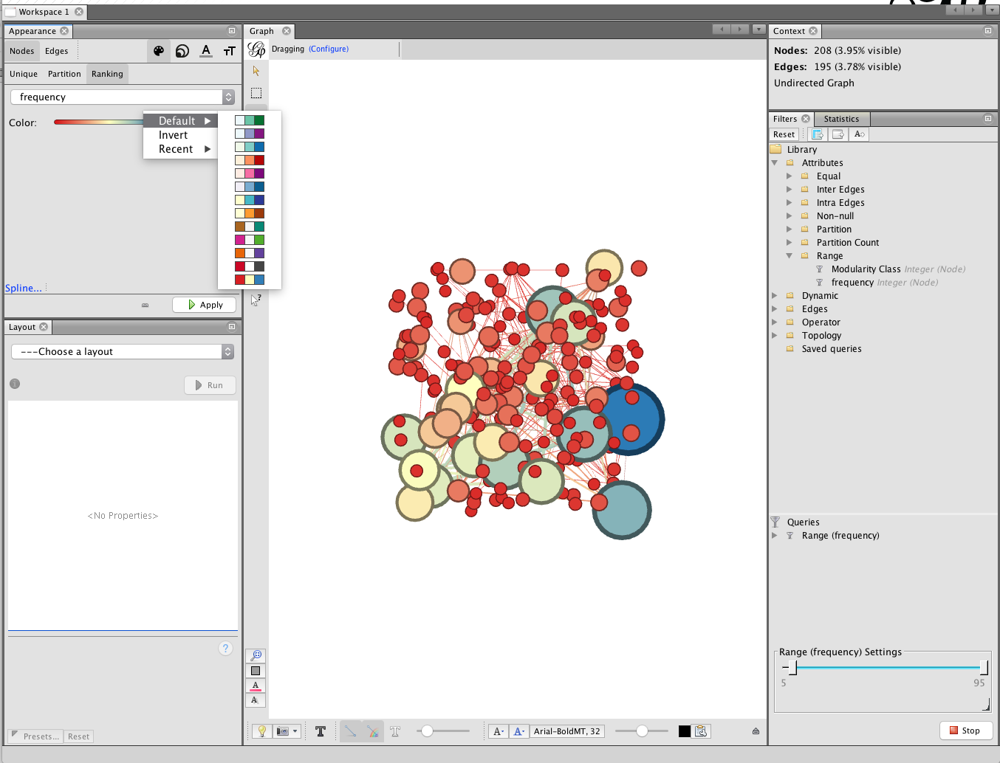 Workspace 1
Appearance
Nodes Edges
A
TT
Unique Partition Ranking
frequency
Color:
Default
Invert
Recent
Spline...
Apply
Layout
---Choose a layout
Run
<No Properties>
?
Presets... Reset
Graph
Dragging (Configure)
?
A
A
T
T
A- A- Arial-BoldMT, 32
Context
Nodes: 208 (3.95% visible)
Edges: 195 (3.78% visible)
Undirected Graph
Filters Statistics
Reset
A
Library
Attributes
Equal
Inter Edges
Intra Edges
Non-null
Partition
Partition Count
Range
Modularity Class Integer (Node)
frequency Integer (Node)
Dynamic
Edges
Operator
Topology
Saved queries
Queries
Range (frequency)
Range (frequency) Settings
5 95
Stop